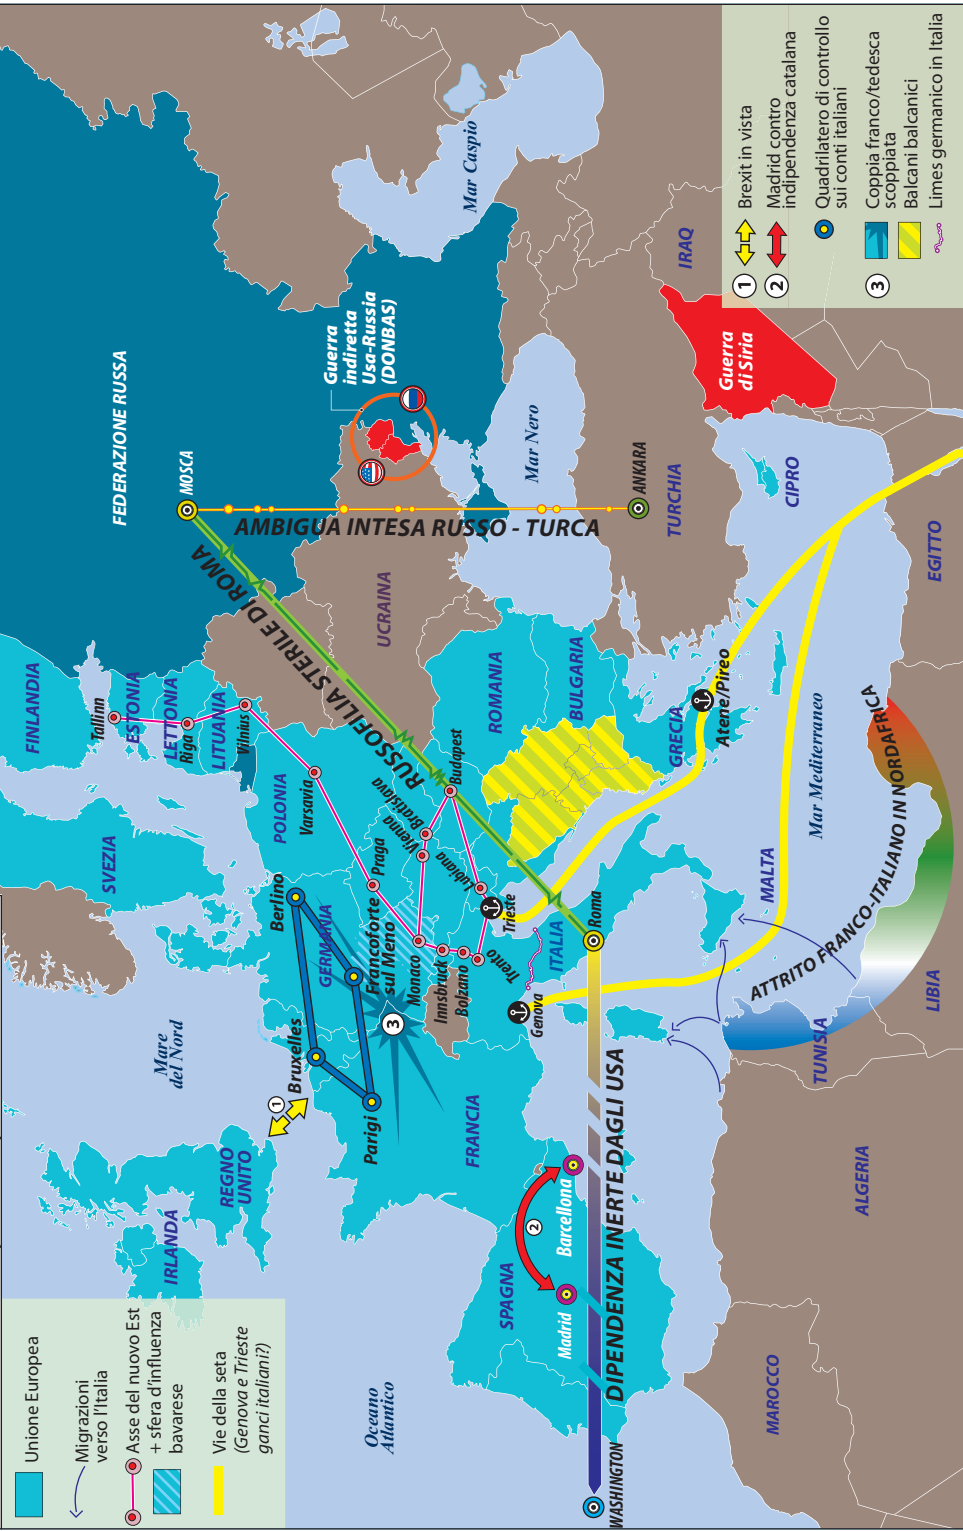 Unione Europea
Migrazioni
verso l'Italia
Asse del nuovo Est
+ sfera d'influenza
bavarese
Vie della seta
(Genova e Trieste
ganci italiani?)
1
Brexit in vista
2
Madrid contro
indipendenza catalana
Quadrilatero di controllo
sui conti italiani
3
Coppia franco/tedesca
scoppiata
Balcani balcanici
Limes germanico in Italia
IRLANDA
REGNO
UNITO
Mare
del Nord
SVEZIA
FINLANDIA
Tallinn
ESTONIA
LETTONIA
Riga
LITUANIA
Vilnius
FEDERAZIONE RUSSA
MOSCA
1
Bruxelles
Berlino
GERMANIA
POLONIA
Varsavia
Parigi
3
Francoforte
sul Meno
Praga
Monaco
Vienna
Bratislava
Budapest
Innsbruck
Bolzano
Trento
Lubiana
Trieste
Genova
Oceano
Atlantico
FRANCIA
SPAGNA
2
Madrid
Barcellona
ITALIA
Roma
WASHINGTON
DIPENDENZA INERTE DAGLI USA
RUSSOFILIA STERILE DI ROMA
AMBIGUA INTESA RUSSO - TURCA
UCRAINA
Guerra
indiretta
Usa-Russia
(DONBAS)
Mar Caspio
Mar Nero
ROMANIA
BULGARIA
GRECIA
Atene/Pireo
ANKARA
TURCHIA
CIPRO
Guerra
di Siria
IRAQ
Mar Mediterraneo
MALTA
ATTRITO FRANCO-ITALIANO IN NORDAFRICA
MAROCCO
ALGERIA
TUNISIA
LIBIA
EGITTO